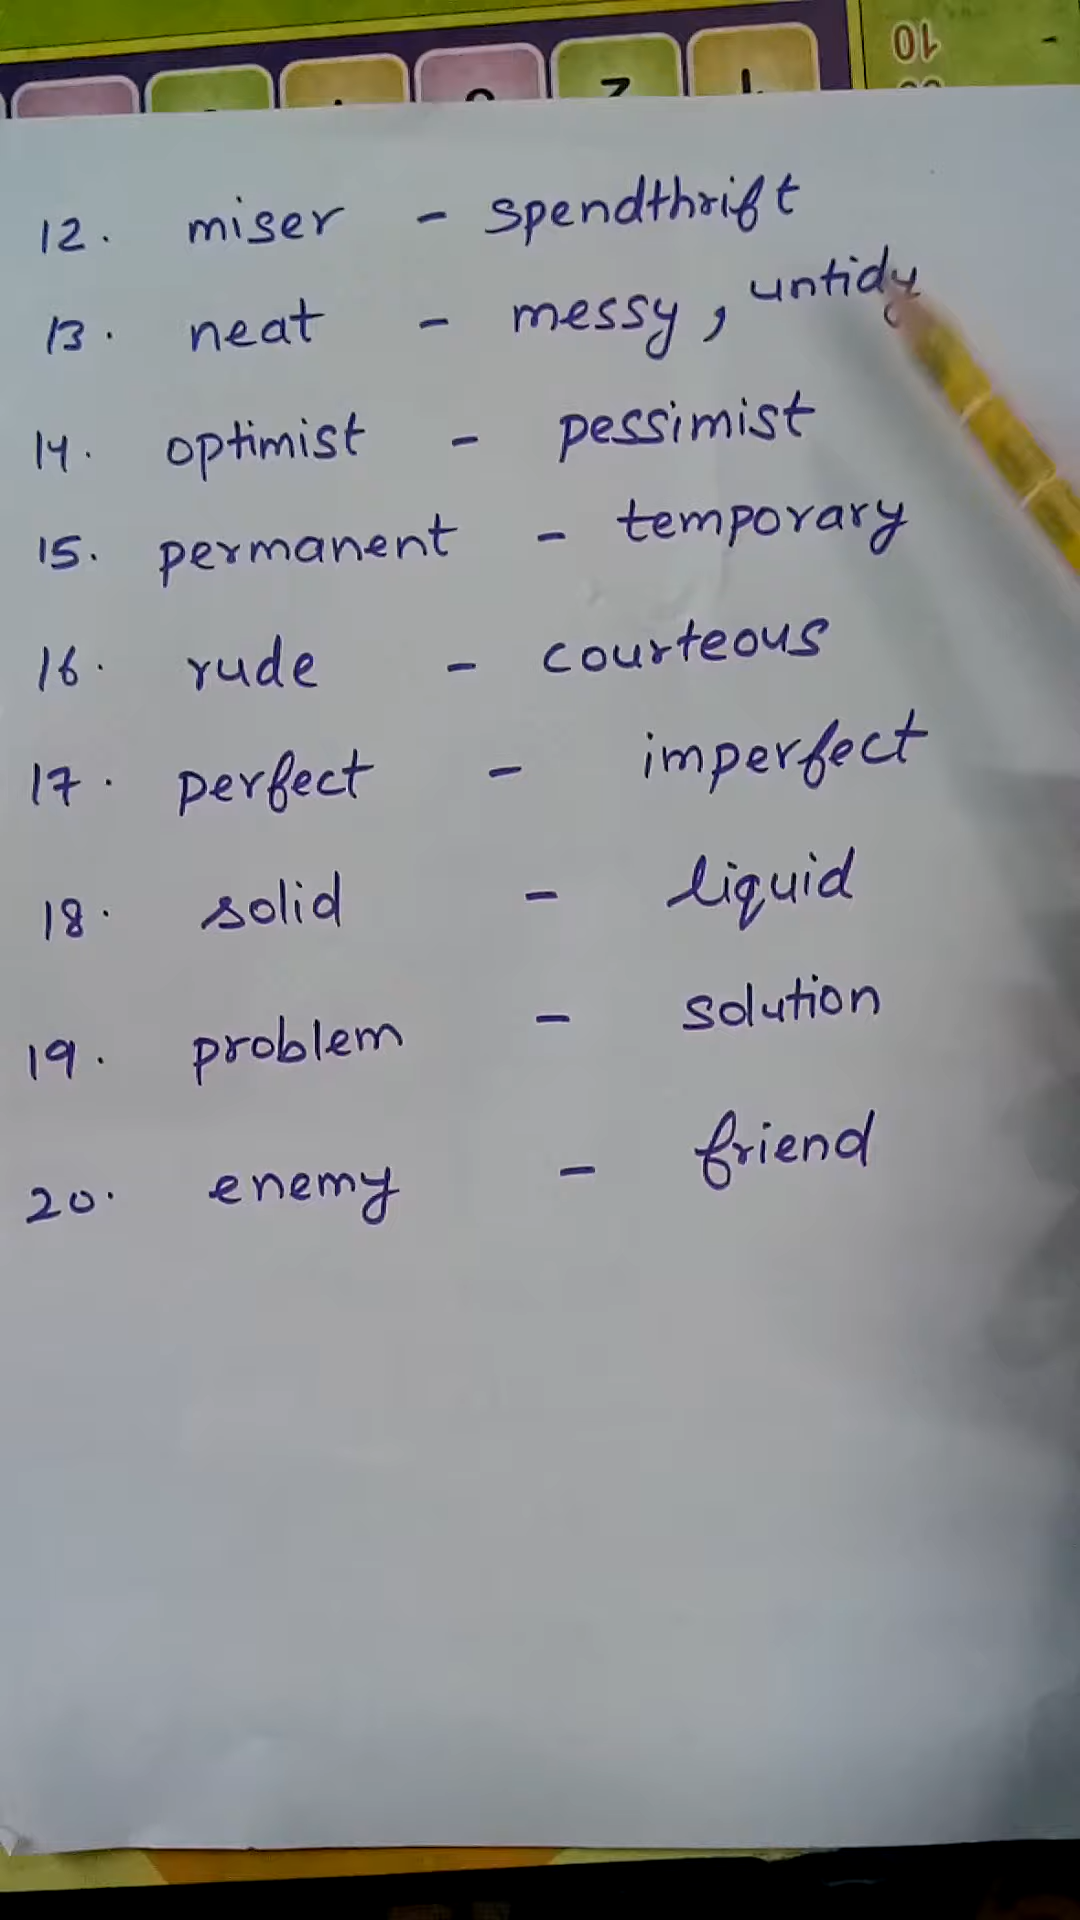 10
12. miser - spendthrift
13. neat - messy, untidy
14. optimist - pessimist
15. permanent - temporary
16. rude - courteous
17. perfect - imperfect
18. solid - liquid
19. problem - solution
20. enemy - friend